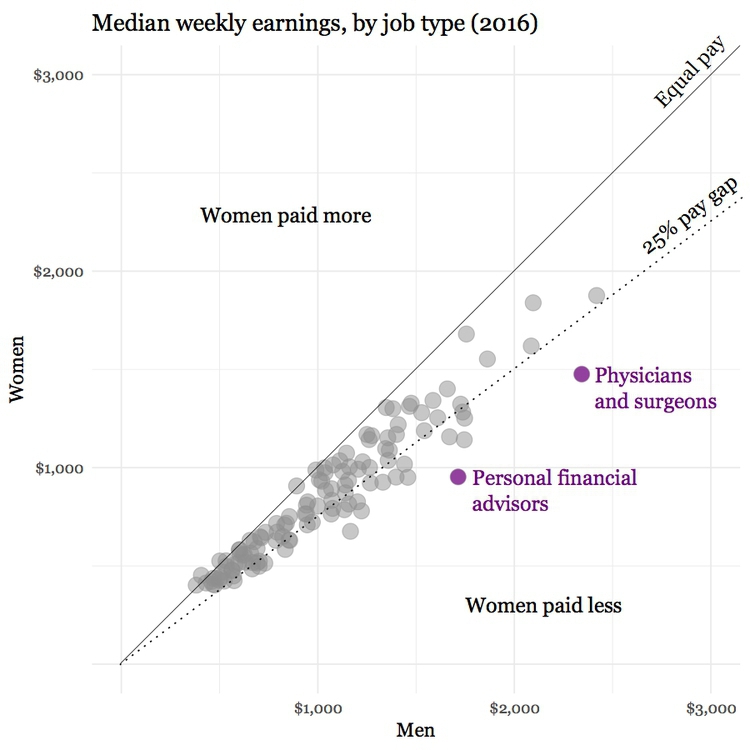 Median weekly earnings, by job type (2016)
$3,000
Equal pay
25% pay gap
Women paid more
$2,000
Women
Physicians
and surgeons
$1,000
Personal financial
advisors
Women paid less
$1,000
$2,000
$3,000
Men